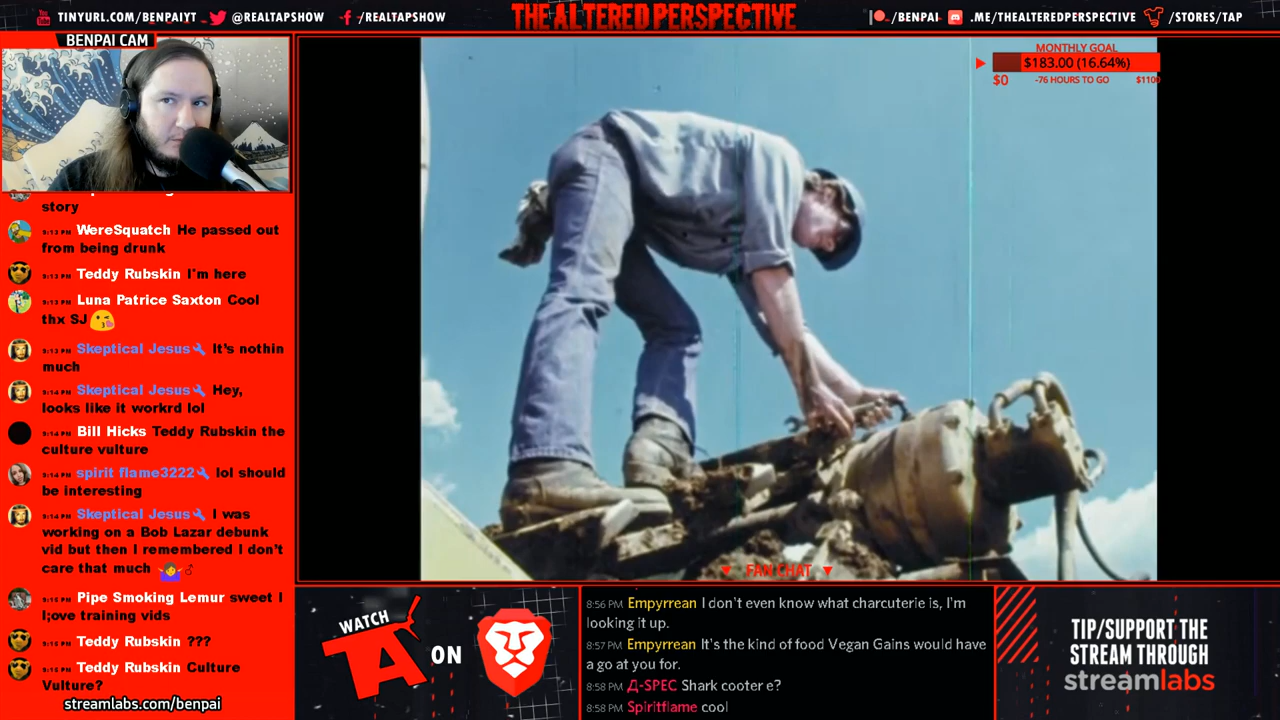 TINYURL.COM/BENPAIYT @REALTAPSHOW /REALTAPSHOW THE ALTERED PERSPECTIVE /BENPAI .ME/THEALTEREDPERSPECTIVE /STORES/TAP
BENPAI CAM
MONTHLY GOAL
$183.00 (16.64%)
$0 -76 HOURS TO GO $1100
story
WereSquatch He passed out
from being drunk
Teddy Rubskin i'm here
Luna Patrice Saxton Cool
thx SJ
Skeptical Jesus It's nothin
much
Skeptical Jesus Hey,
looks like it workrd lol
Bill Hicks Teddy Rubskin the
culture vulture
spirit flame3222 lol should
be interesting
Skeptical Jesus I was
working on a Bob Lazar debunk
vid but then I remembered I don't
care that much
Pipe Smoking Lemur sweet I
l;ove training vids
Teddy Rubskin ???
Teddy Rubskin Culture
Vulture?
streamlabs.com/benpai
FAN CHAT
WATCH
ON
8:56 PM Empyrrean I don't even know what charcuterie is, I'm
looking it up.
8:57 PM Empyrrean It's the kind of food Vegan Gains would have
a go at you for.
8:58 PM Д-SPEC Shark cooter e?
8:58 PM Spiritflame cool
TIP/SUPPORT THE
STREAM THROUGH
streamlabs